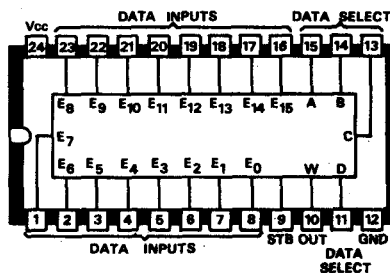 DATA INPUTS DATA SELECT
Vcc
24 23 22 21 20 19 18 17 16 15 14 13
E8 E9 E10 E11 E12 E13 E14 E15 A B
E7 C
E6 E5 E4 E3 E2 E1 E0 W D
1 2 3 4 5 6 7 8 9 10 11 12
DATA INPUTS STB OUT GND
DATA
SELECT